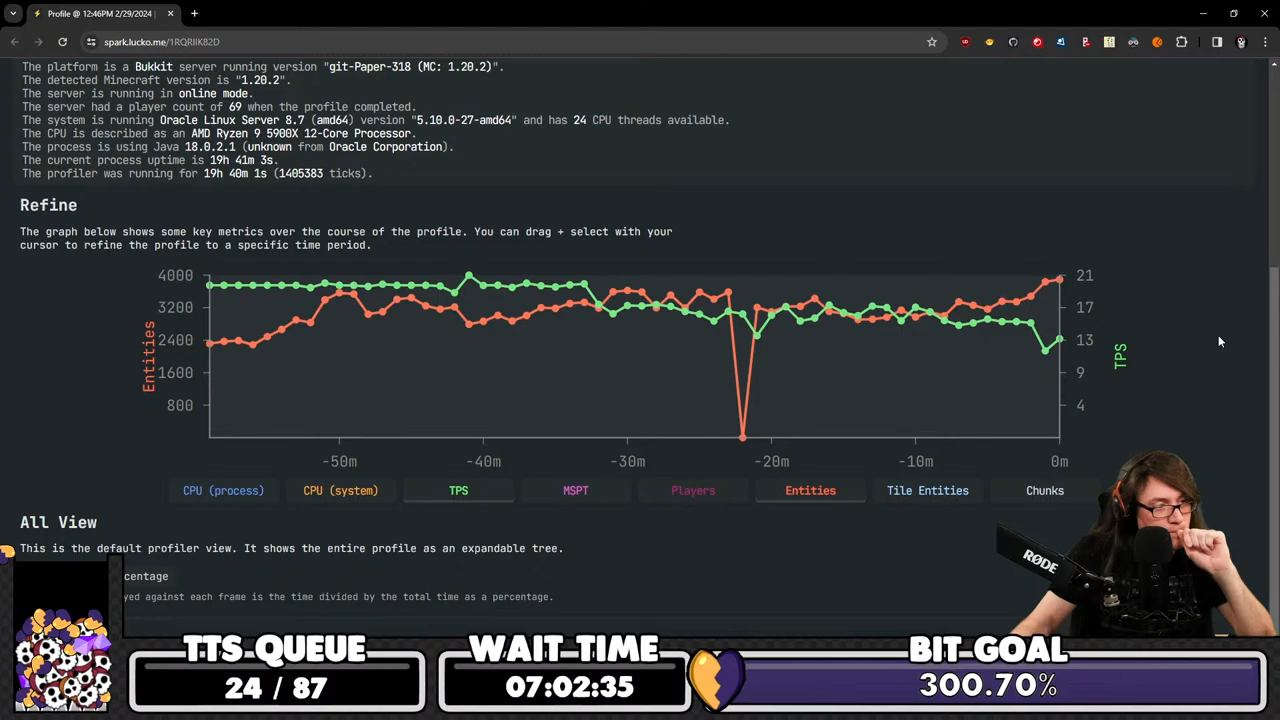 Profile @ 12:46PM 2/29/2024 |
spark.lucko.me/1RQRIIK82D
The platform is a Bukkit server running version "git-Paper-318 (MC: 1.20.2)".
The detected Minecraft version is "1.20.2".
The server is running in online mode.
The server had a player count of 69 when the profile completed.
The system is running Oracle Linux Server 8.7 (amd64) version "5.10.0-27-amd64" and has 24 CPU threads available.
The CPU is described as an AMD Ryzen 9 5900X 12-Core Processor.
The process is using Java 18.0.2.1 (unknown from Oracle Corporation).
The current process uptime is 19h 41m 3s.
The profiler was running for 19h 40m 1s (1405383 ticks).
Refine
The graph below shows some key metrics over the course of the profile. You can drag + select with your
cursor to refine the profile to a specific time period.
4000 21
3200 17
2400 13
1600 9
800 4
Entities
TPS
-50m -40m -30m -20m -10m 0m
CPU (process) CPU (system) TPS MSPT Players Entities Tile Entities Chunks
All View
This is the default profiler view. It shows the entire profile as an expandable tree.
centage
yed against each frame is the time divided by the total time as a percentage.
RØDE
TTS QUEUE WAIT TIME BIT GOAL
24 / 87 07:02:35 300.70%